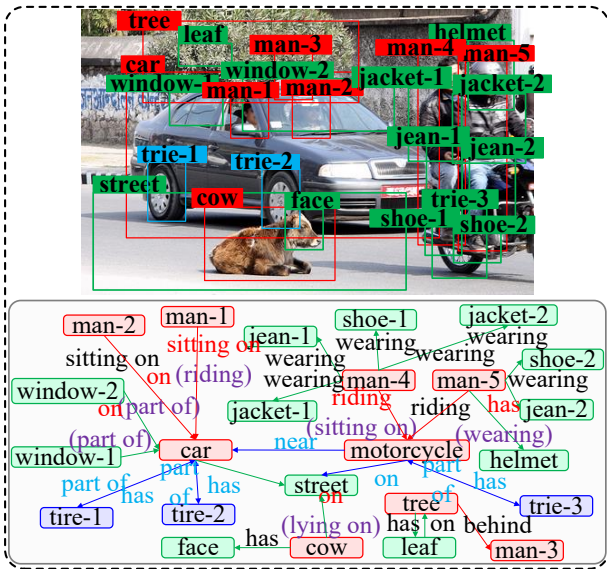 tree
leaf
helmet
man-3
man-4
man-5
car
window-1
window-2
jacket-1
jacket-2
man-1
man-2
jean-1
jean-2
trie-1
trie-2
street
cow
face
trie-3
shoe-1
shoe-2
man-2
man-1
shoe-1
jacket-2
sitting on
sitting on
jean-1
wearing
wearing
wearing
shoe-2
on
(riding)
wearing
man-4
man-5
wearing
window-2
wearing
on
(part of)
jacket-1
riding
riding
has
jean-2
(part of)
(sitting on)
(wearing)
window-1
car
near
motorcycle
helmet
part of
has
part
of
has
street
on
on
part
of
has
tire-1
tire-2
tree
trie-3
(lying on)
has
on
behind
face
has
cow
leaf
man-3